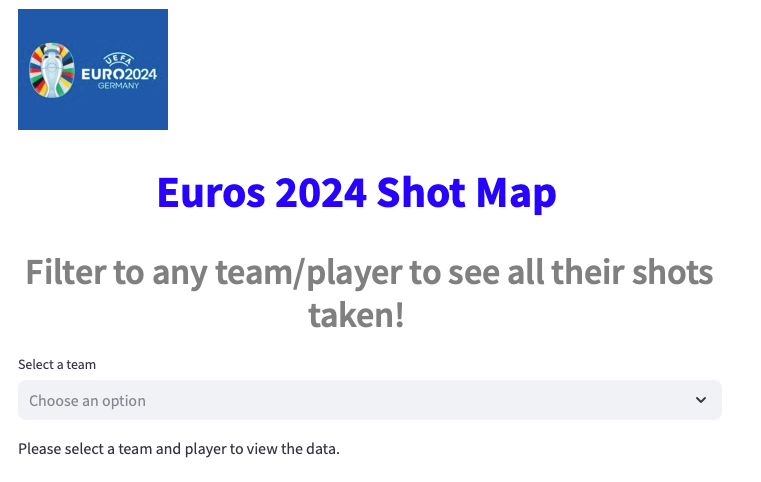 UEFA
EURO2024
GERMANY
Euros 2024 Shot Map
Filter to any team/player to see all their shots
taken!
Select a team
Choose an option
Please select a team and player to view the data.